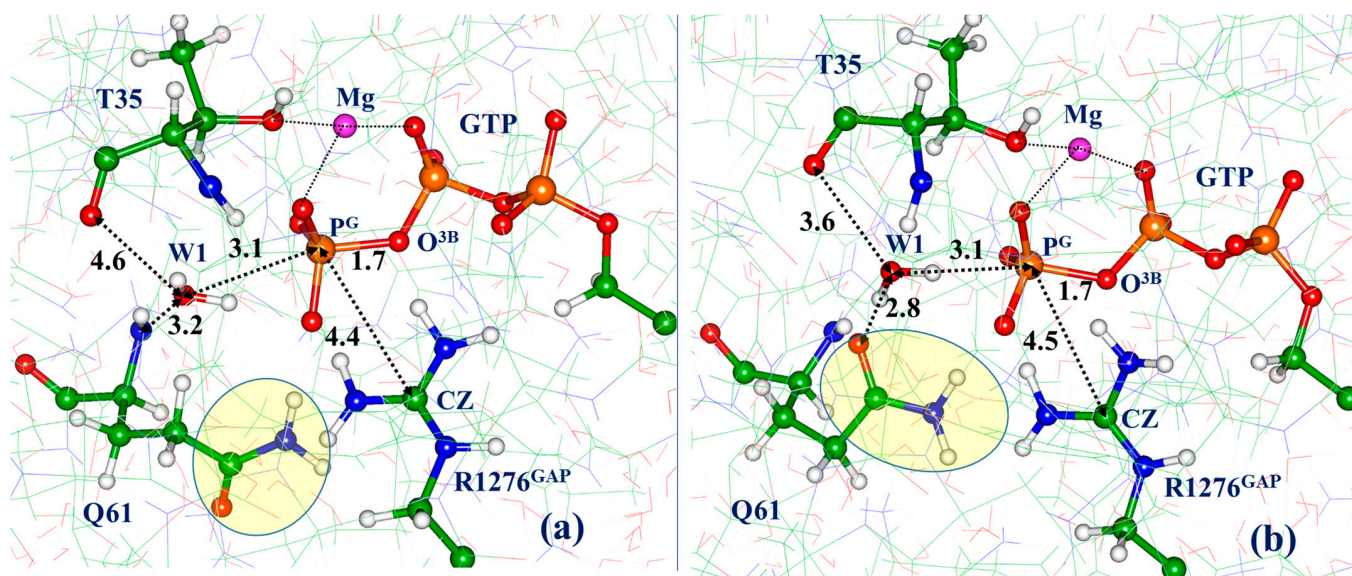 T35
Mg
GTP
W1
3.1
P^G
1.7
O^3B
4.6
3.2
4.4
CZ
Q61
R1276^GAP
(a)
T35
Mg
GTP
3.6
W1
3.1
P^G
1.7
O^3B
2.8
4.5
CZ
Q61
R1276^GAP
(b)